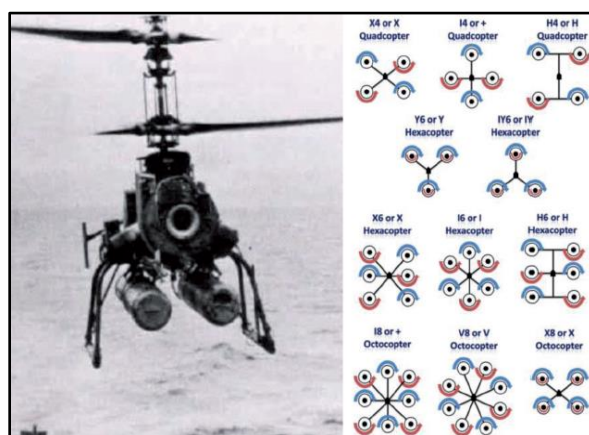 X4 or X
Quadcopter
I4 or +
Quadcopter
H4 or H
Quadcopter
Y6 or Y
Hexacopter
IY6 or IY
Hexacopter
X6 or X
Hexacopter
I6 or I
Hexacopter
H6 or H
Hexacopter
I8 or +
Octocopter
V8 or V
Octocopter
X8 or X
Octocopter